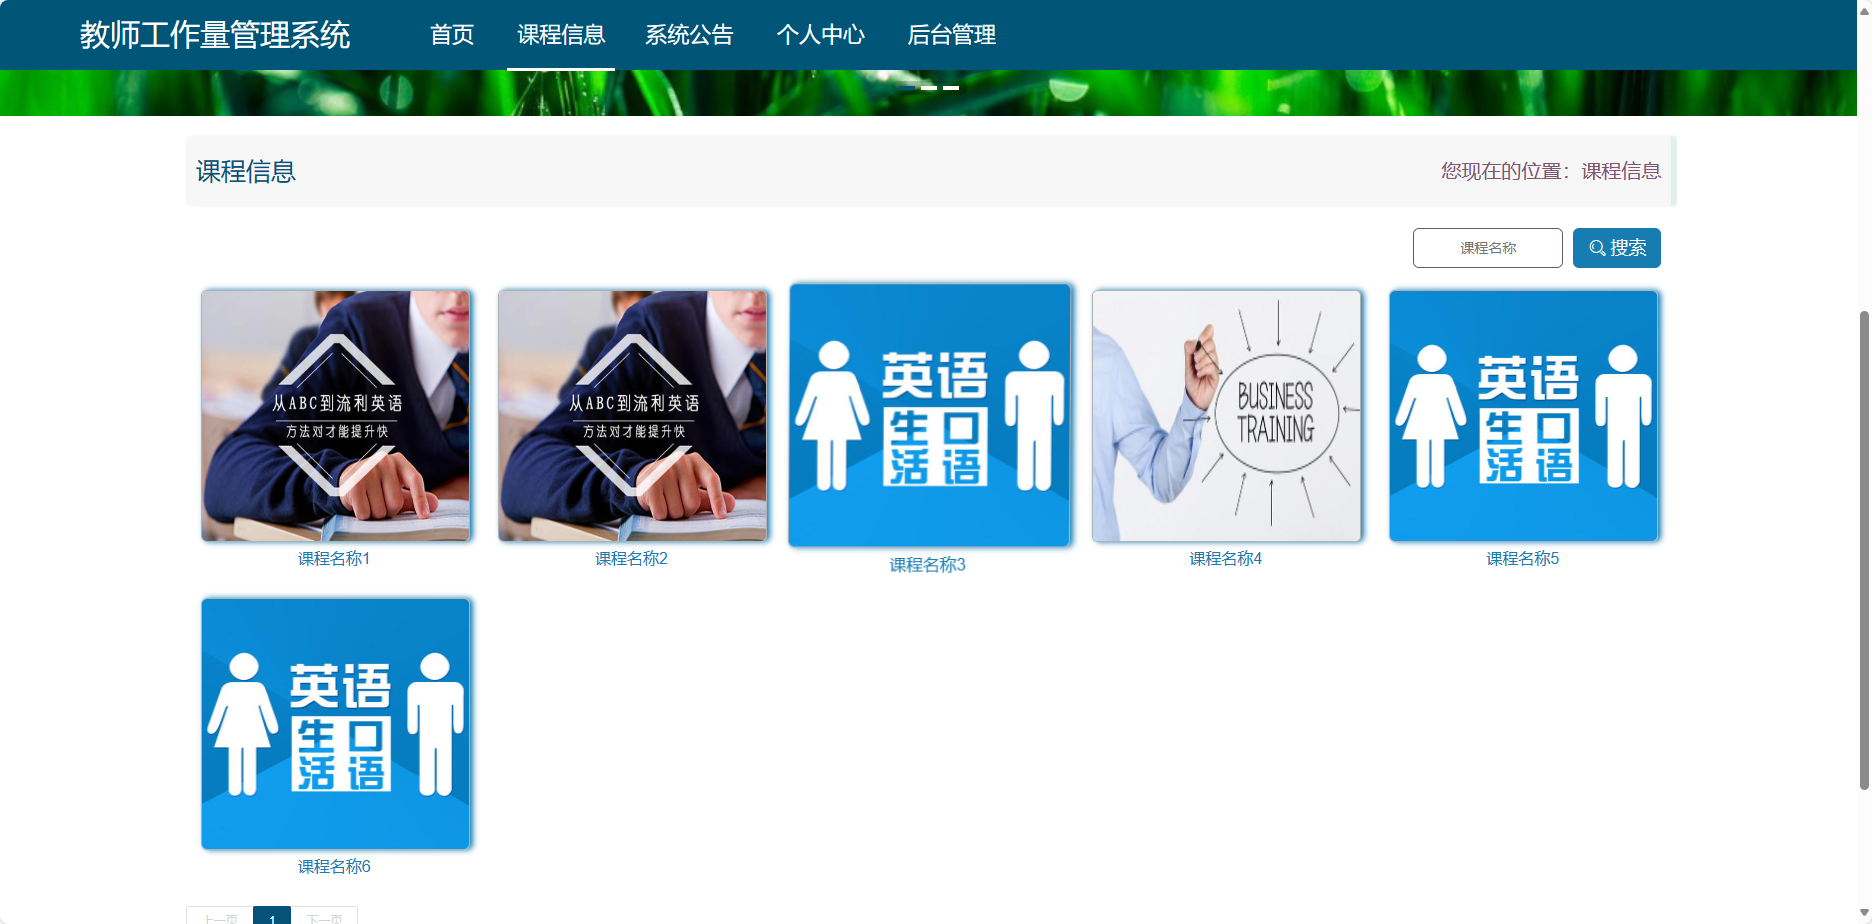 教师工作量管理系统 首页 课程信息 系统公告 个人中心 后台管理
课程信息 您现在的位置：课程信息
课程名称 搜索
从ABC到流利英语
方法对才能提升快
课程名称1
从ABC到流利英语
方法对才能提升快
课程名称2
英语
生活口语
课程名称3
BUSINESS
TRAINING
课程名称4
英语
生活口语
课程名称5
英语
生活口语
课程名称6
上一页 1 下一页